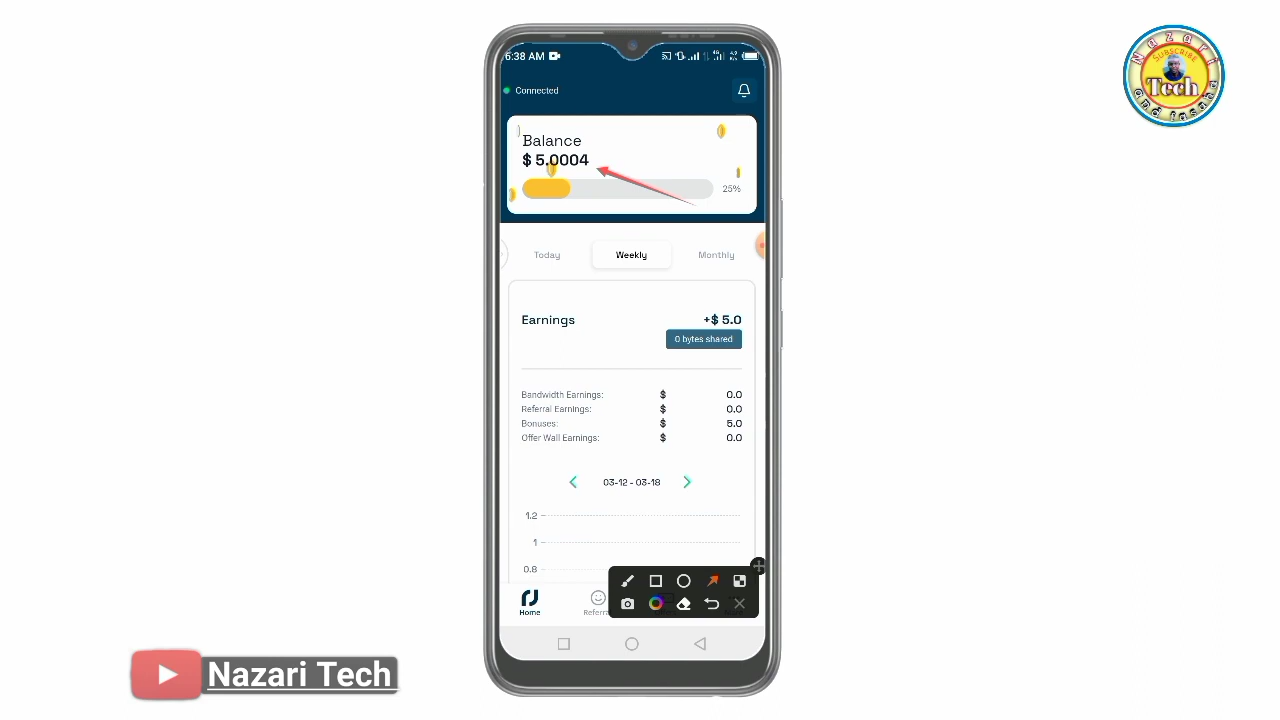 6:38 AM
Connected
Balance
$ 5.0004
25%
Today
Weekly
Monthly
Earnings
+$ 5.0
0 bytes shared
Bandwidth Earnings: $ 0.0
Referral Earnings: $ 0.0
Bonuses: $ 5.0
Offer Wall Earnings: $ 0.0
03-12 - 03-18
1.2
1
0.8
Home
Nazari
SUBSCRIBE
Tech
Nazari Tech